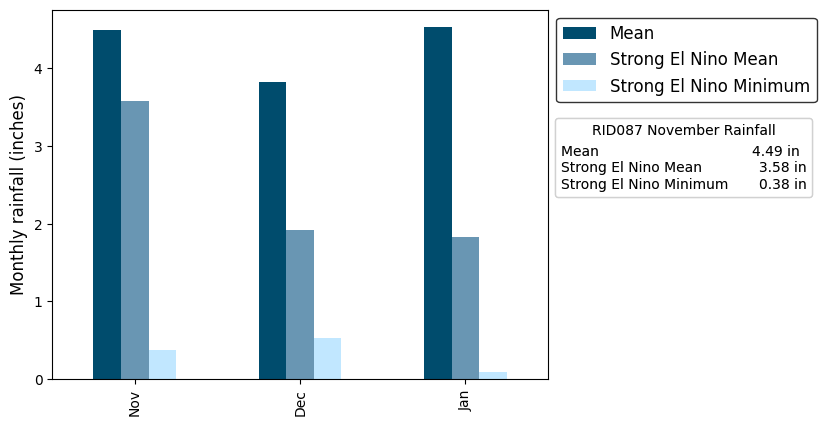 Mean
Strong El Nino Mean
Strong El Nino Minimum
RID087 November Rainfall
Mean 4.49 in
Strong El Nino Mean 3.58 in
Strong El Nino Minimum 0.38 in
Monthly rainfall (inches)
4
3
2
1
0
Nov
Dec
Jan